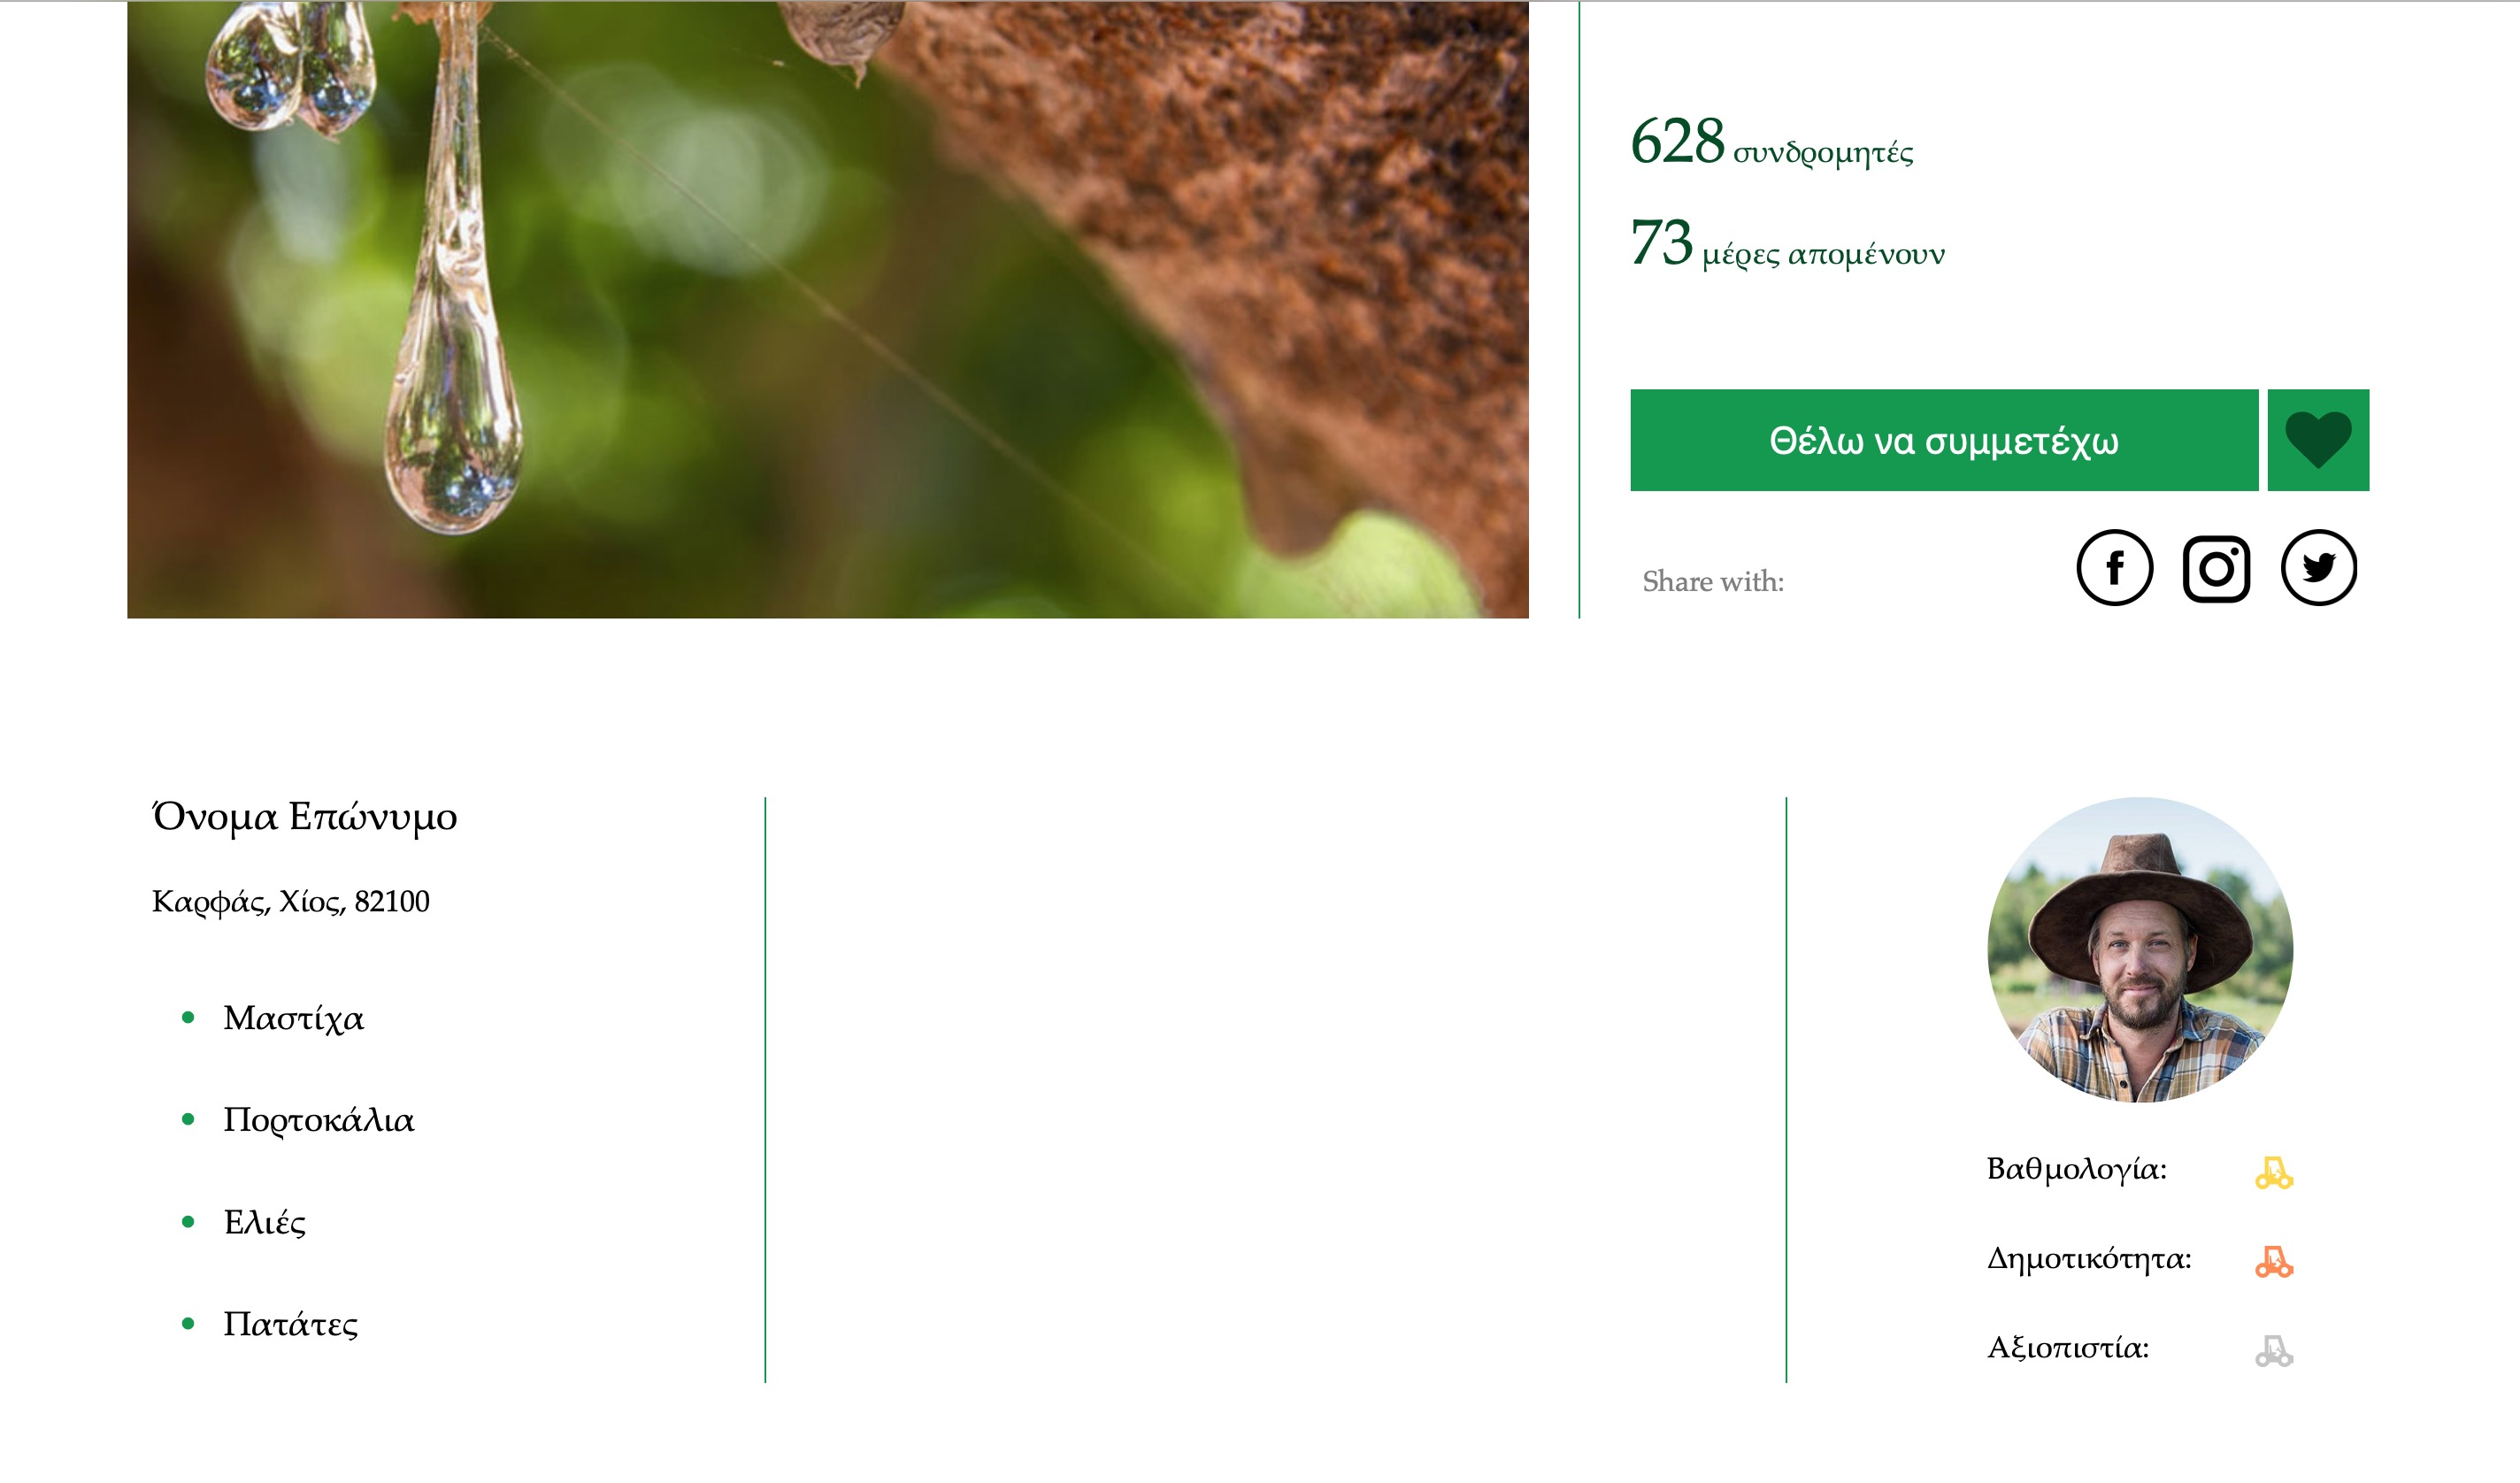 628 συνδρομητές
73 μέρες απομένουν
Θέλω να συμμετέχω
Share with:
Όνομα Επώνυμο
Καρφάς, Χίος, 82100
Μαστίχα
Πορτοκάλια
Ελιές
Πατάτες
Βαθμολογία:
Δημοτικότητα:
Αξιοπιστία: